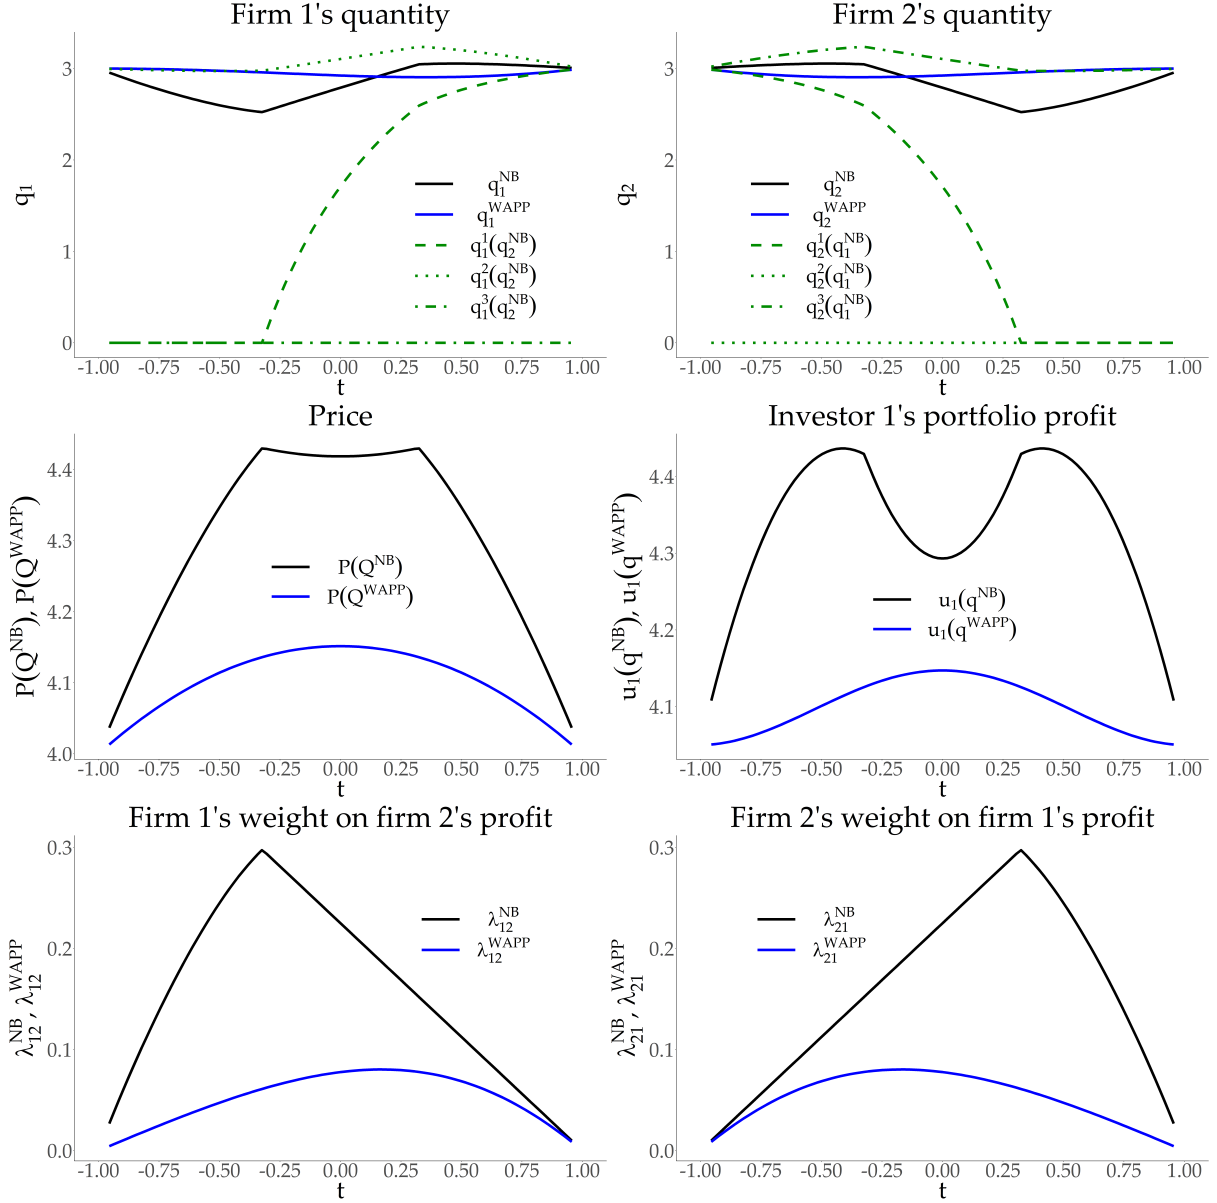 Firm 1's quantity
q₁
3
2
1
0
q₁ᴺᴮ
q₁ᵂᴬᴾᴾ
q₁¹(q₂ᴺᴮ)
q₁²(q₂ᴺᴮ)
q₁³(q₂ᴺᴮ)
-1.00 -0.75 -0.50 -0.25 0.00 0.25 0.50 0.75 1.00
t
Firm 2's quantity
q₂
3
2
1
0
q₂ᴺᴮ
q₂ᵂᴬᴾᴾ
q₂¹(q₁ᴺᴮ)
q₂²(q₁ᴺᴮ)
q₂³(q₁ᴺᴮ)
-1.00 -0.75 -0.50 -0.25 0.00 0.25 0.50 0.75 1.00
t
Price
P(Qᴺᴮ), P(Qᵂᴬᴾᴾ)
4.4
4.3
4.2
4.1
4.0
P(Qᴺᴮ)
P(Qᵂᴬᴾᴾ)
-1.00 -0.75 -0.50 -0.25 0.00 0.25 0.50 0.75 1.00
t
Investor 1's portfolio profit
u₁(qᴺᴮ), u₁(qᵂᴬᴾᴾ)
4.4
4.3
4.2
4.1
u₁(qᴺᴮ)
u₁(qᵂᴬᴾᴾ)
-1.00 -0.75 -0.50 -0.25 0.00 0.25 0.50 0.75 1.00
t
Firm 1's weight on firm 2's profit
λ₁₂ᴺᴮ, λ₁₂ᵂᴬᴾᴾ
0.3
0.2
0.1
0.0
λ₁₂ᴺᴮ
λ₁₂ᵂᴬᴾᴾ
-1.00 -0.75 -0.50 -0.25 0.00 0.25 0.50 0.75 1.00
t
Firm 2's weight on firm 1's profit
λ₂₁ᴺᴮ, λ₂₁ᵂᴬᴾᴾ
0.3
0.2
0.1
0.0
λ₂₁ᴺᴮ
λ₂₁ᵂᴬᴾᴾ
-1.00 -0.75 -0.50 -0.25 0.00 0.25 0.50 0.75 1.00
t